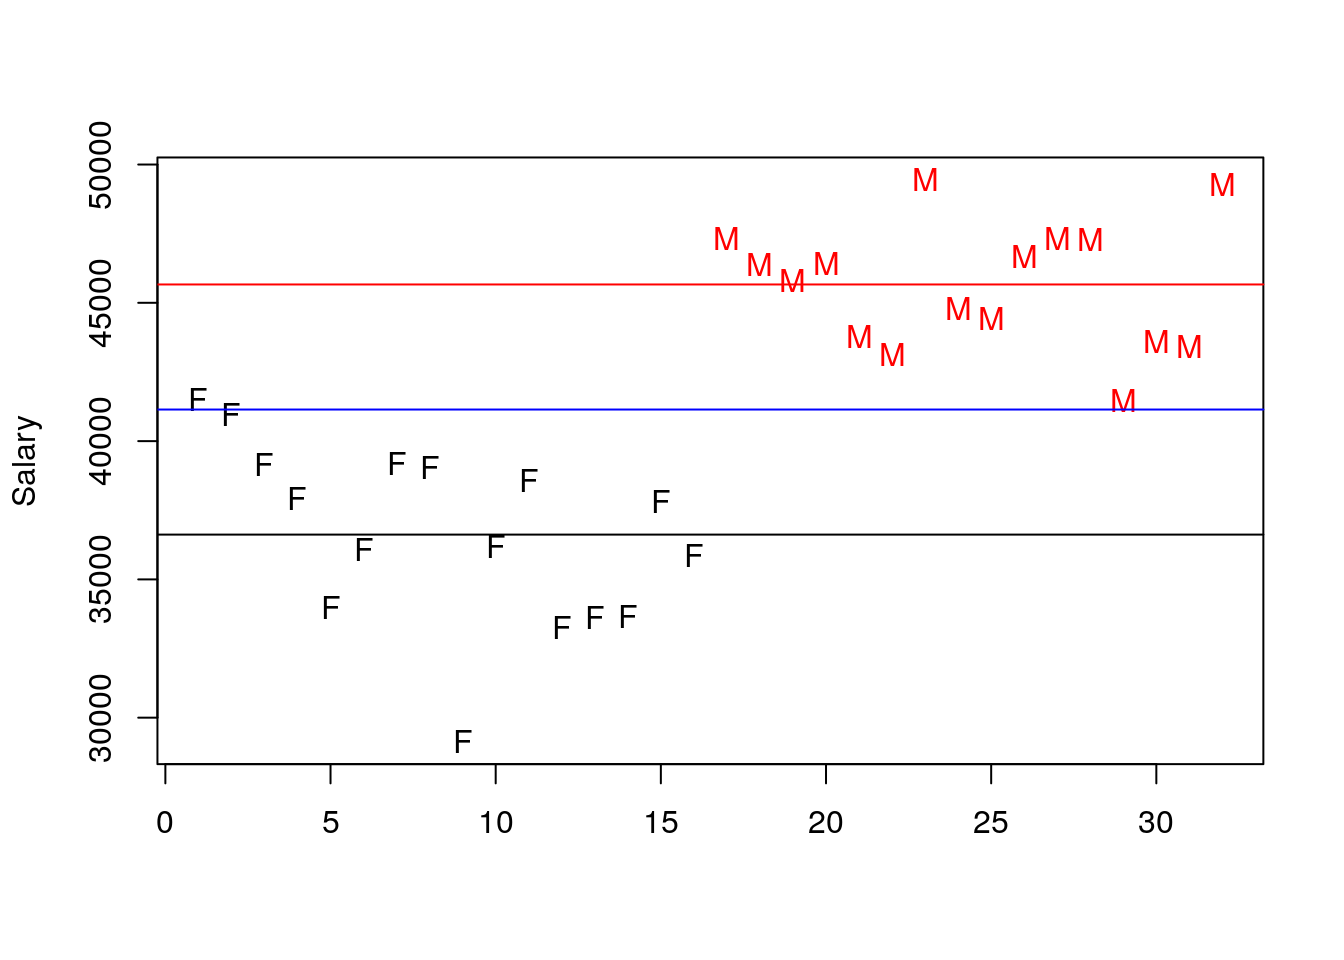 Salary
50000
45000
40000
35000
30000
M M
M M M
M M M M
M M
M M M M
M
F F
F F F
F F F
F F F
F F F F
F
0 5 10 15 20 25 30